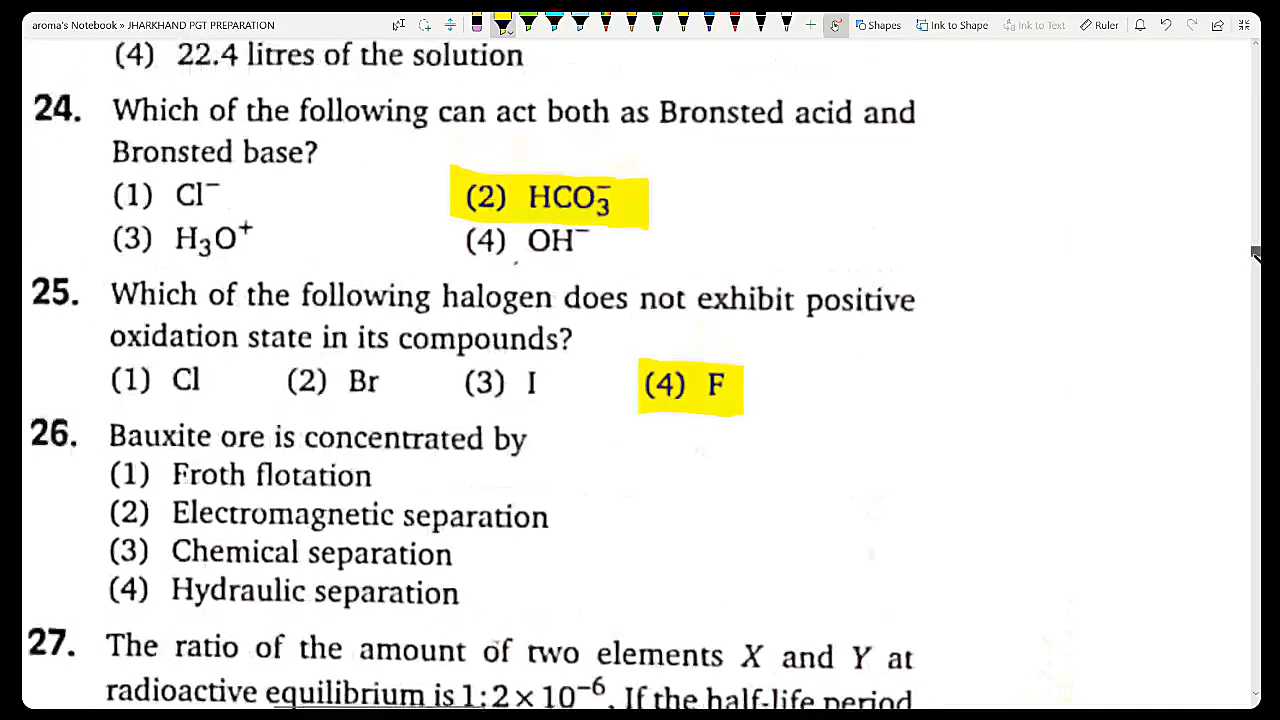 aroma's Notebook » JHARKHAND PGT PREPARATION
Shapes
Ink to Shape
Ink to Text
Ruler
(4) 22.4 litres of the solution
24. Which of the following can act both as Bronsted acid and
Bronsted base?
(1) Cl⁻ (2) HCO₃⁻
(3) H₃O⁺ (4) OH⁻
25. Which of the following halogen does not exhibit positive
oxidation state in its compounds?
(1) Cl (2) Br (3) I (4) F
26. Bauxite ore is concentrated by
(1) Froth flotation
(2) Electromagnetic separation
(3) Chemical separation
(4) Hydraulic separation
27. The ratio of the amount of two elements X and Y at
radioactive equilibrium is 1:2×10⁻⁶. If the half-life period